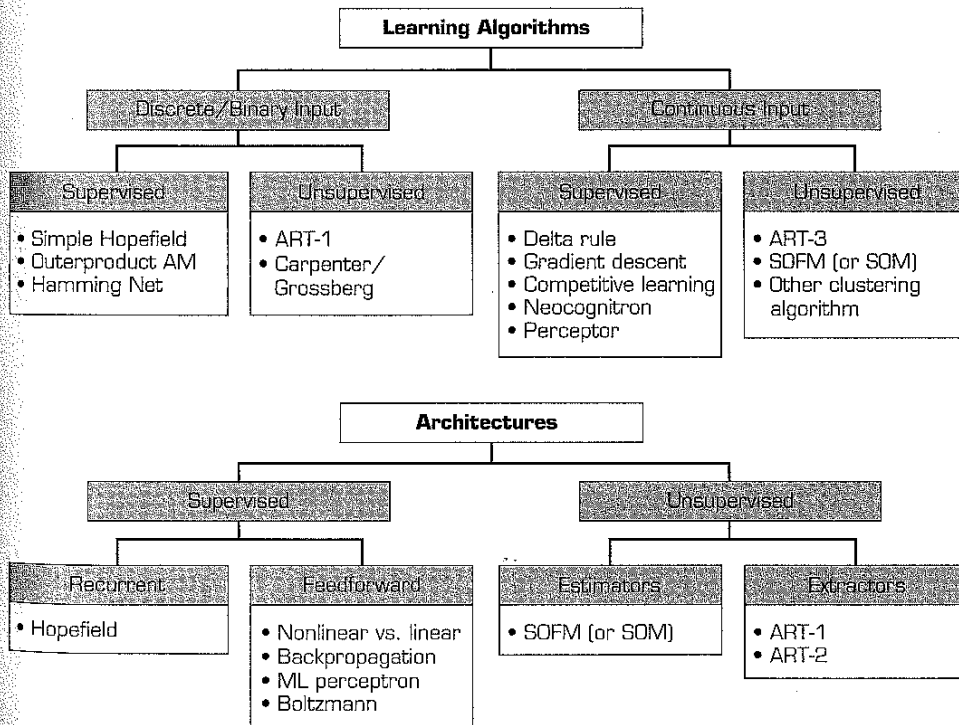 Learning Algorithms
Discrete/Binary Input
Continuous Input
Supervised
• Simple Hopefield
• Outerproduct AM
• Hamming Net
Unsupervised
• ART-1
• Carpenter/
Grossberg
Supervised
• Delta rule
• Gradient descent
• Competitive learning
• Neocognitron
• Perceptor
Unsupervised
• ART-3
• SOFM (or SOM)
• Other clustering
algorithm
Architectures
Supervised
Unsupervised
Recurrent
• Hopefield
Feedforward
• Nonlinear vs. linear
• Backpropagation
• ML perceptron
• Boltzmann
Estimators
• SOFM (or SOM)
Extractors
• ART-1
• ART-2